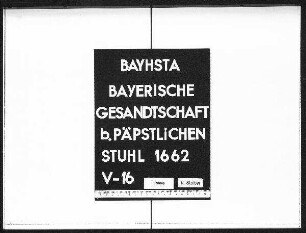 BAYHSTA
BAYERISCHE
GESANDTSCHAFT
b, PÄPSTLiCHEN
STUHL 1662
V-16